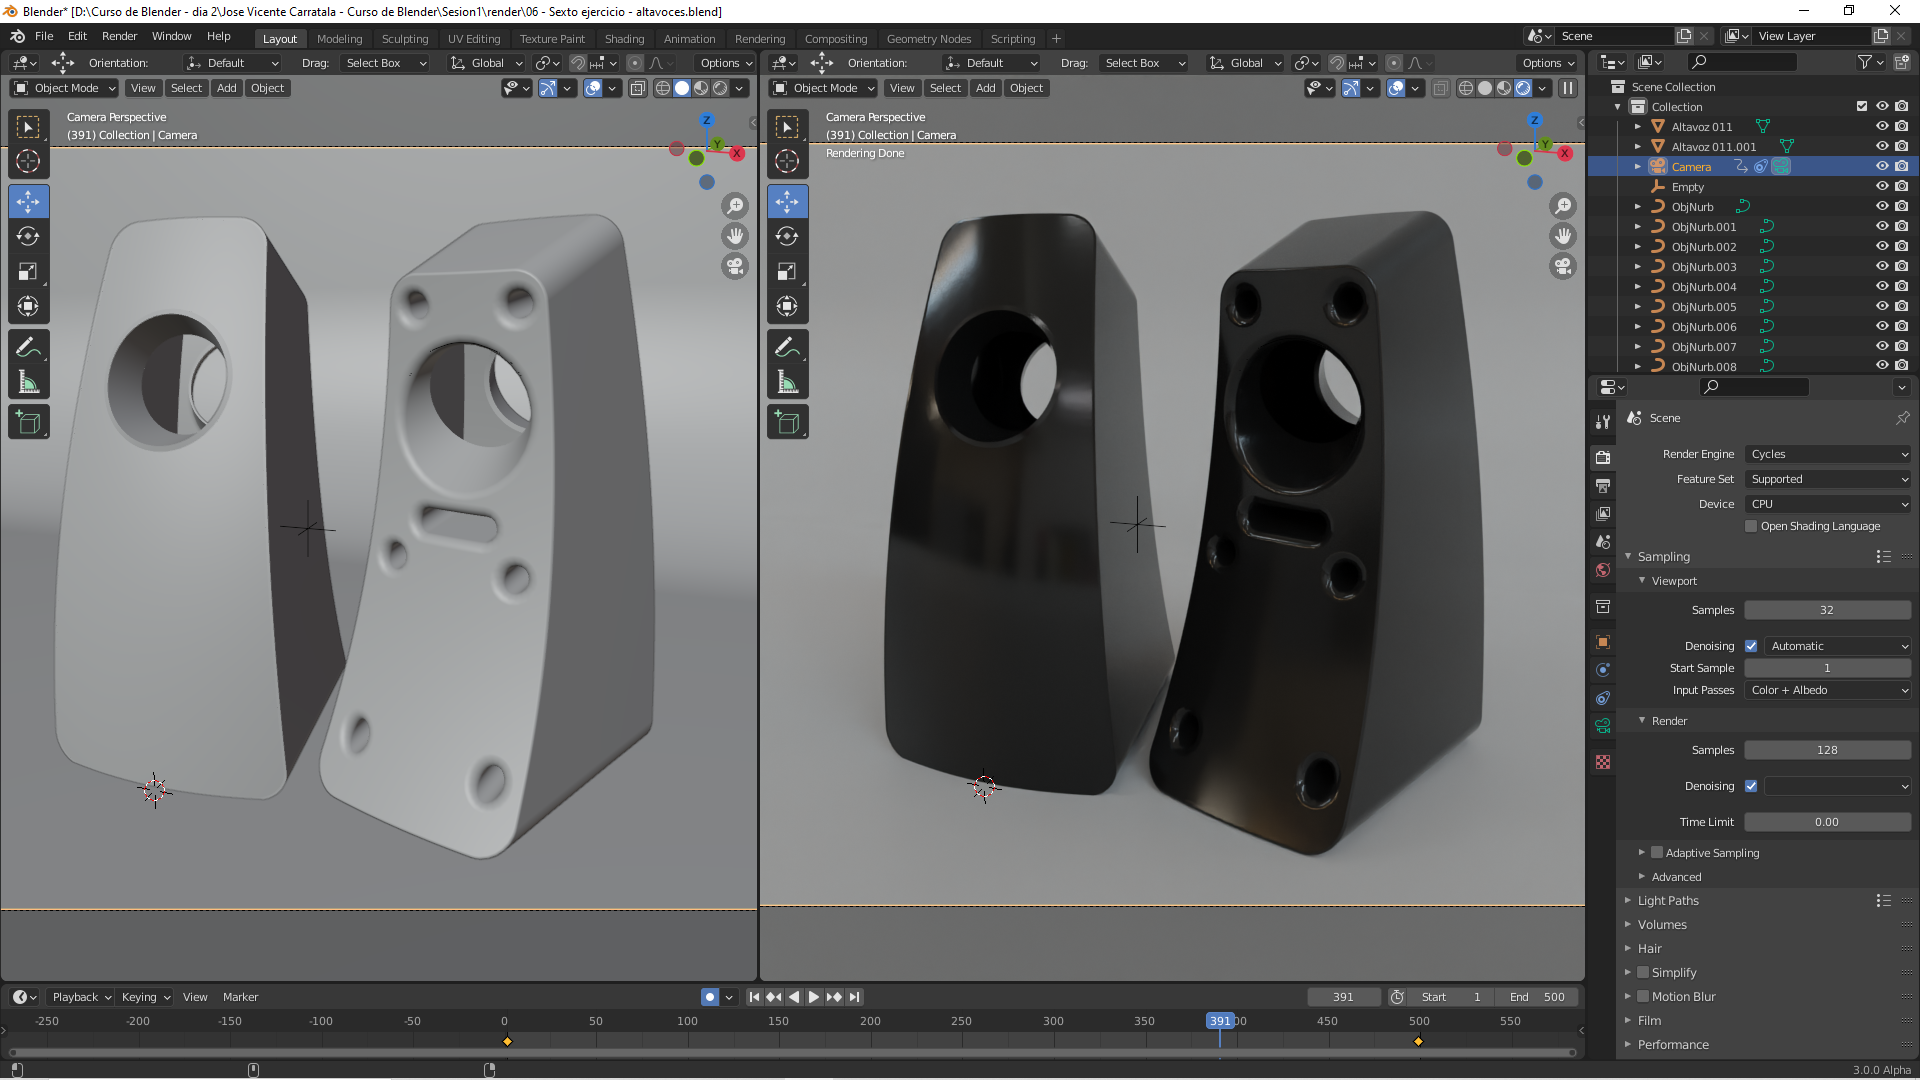 Blender* [D:\Curso de Blender - dia 2\Jose Vicente Carratala - Curso de Blender\Sesion1\render\06 - Sexto ejercicio - altavoces.blend]
File Edit Render Window Help Layout Modeling Sculpting UV Editing Texture Paint Shading Animation Rendering Compositing Geometry Nodes Scripting + Scene View Layer
Orientation: Default Drag: Select Box Global Options
Orientation: Default Drag: Select Box Global Options
Object Mode View Select Add Object
Object Mode View Select Add Object
Camera Perspective
(391) Collection | Camera
Z
Y
X
Camera Perspective
(391) Collection | Camera
Rendering Done
Z
Y
X
Scene Collection
Collection
Altavoz 011
Altavoz 011.001
Camera
Empty
ObjNurb
ObjNurb.001
ObjNurb.002
ObjNurb.003
ObjNurb.004
ObjNurb.005
ObjNurb.006
ObjNurb.007
ObjNurb.008
Scene
Render Engine Cycles
Feature Set Supported
Device CPU
Open Shading Language
Sampling
Viewport
Samples 32
Denoising Automatic
Start Sample 1
Input Passes Color + Albedo
Render
Samples 128
Denoising
Time Limit 0.00
Adaptive Sampling
Advanced
Light Paths
Volumes
Hair
Simplify
Motion Blur
Film
Performance
Playback Keying View Marker 391 Start 1 End 500
-250 -200 -150 -100 -50 0 50 100 150 200 250 300 350 391 00 450 500 550
3.0.0 Alpha